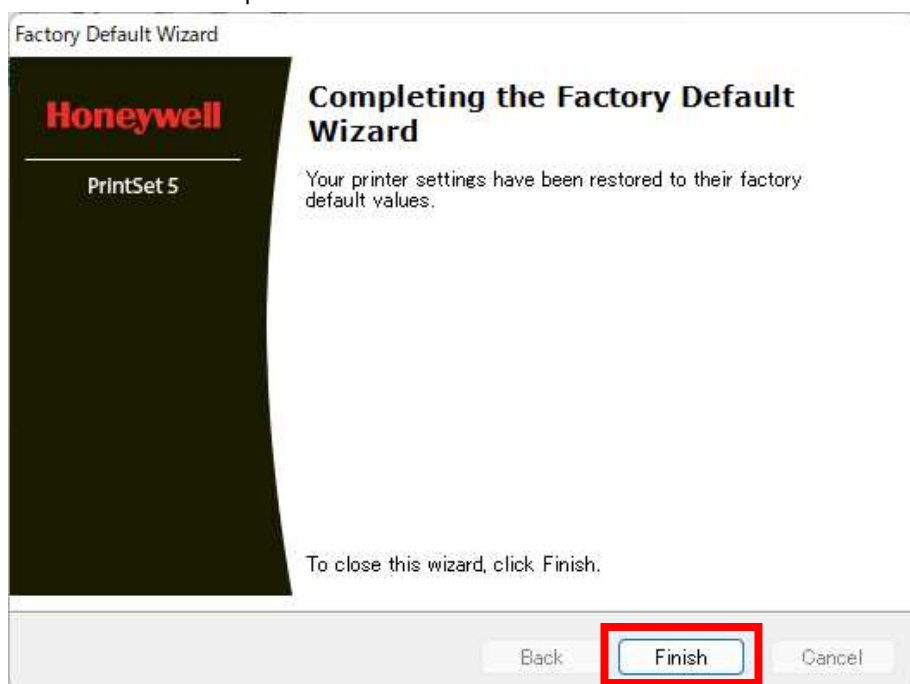 Factory Default Wizard
Honeywell
PrintSet 5
Completing the Factory Default
Wizard
Your printer settings have been restored to their factory
default values.
To close this wizard, click Finish.
Back
Finish
Cancel